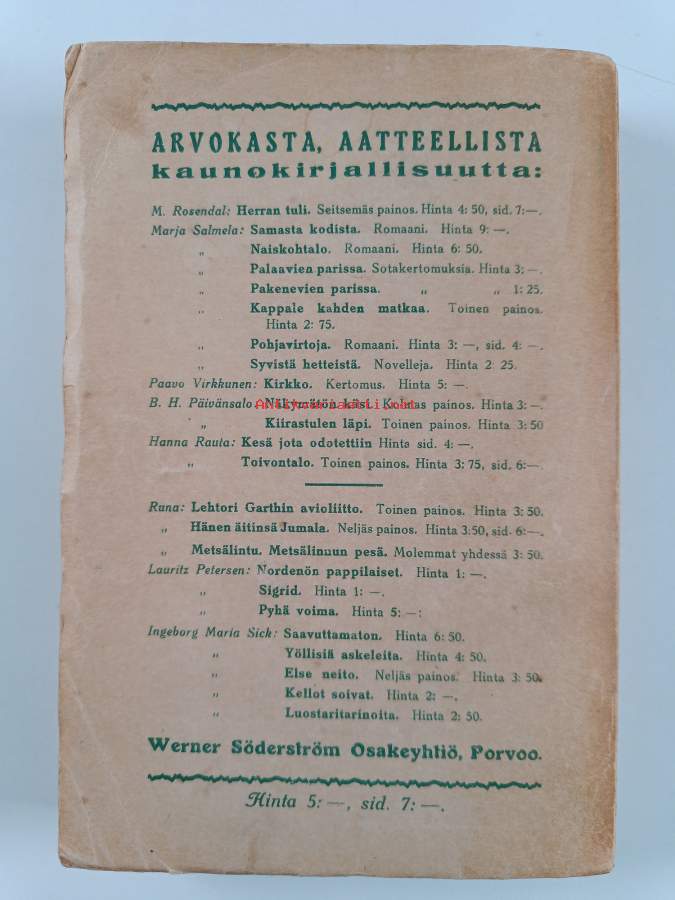 ARVOKASTA, AATTEELLISTA
kaunokirjallisuutta:
M. Rosendal: Herran tuli. Seitsemäs painos. Hinta 4: 50, sid. 7: —.
Marja Salmela: Samasta kodista. Romaani. Hinta 9: —.
„ Naiskohtalo. Romaani. Hinta 6: 50.
„ Palaavien parissa. Sotakertomuksia. Hinta 3: —.
„ Pakenevien parissa. „ „ 1: 25.
„ Kappale kahden matkaa. Toinen painos.
Hinta 2: 75.
„ Pohjavirtoja. Romaani. Hinta 3: —, sid. 4: —.
„ Syvistä hetteistä. Novelleja. Hinta 2 25.
Paavo Virkkunen: Kirkko. Kertomus. Hinta 5: —.
B. H. Päivänsalo. Näkymätön käsi. Kolmas painos. Hinta 3: —
Antikvariaatti.net
„ Kiirastulen läpi. Toinen painos. Hinta 3: 50
Hanna Rauta: Kesä jota odotettiin Hinta sid. 4: —.
„ Toivontalo. Toinen painos. Hinta 3: 75, sid. 6: —.
Runa: Lehtori Garthin avioliitto. Toinen painos. Hinta 3: 50.
„ Hänen äitinsä Jumala. Neljäs painos. Hinta 3: 50, sid. 6: —.
„ Metsälintu. Metsälinnun pesä. Molemmat yhdessä 3: 50.
Lauritz Petersen: Nordenön pappilaiset. Hinta 1: —.
„ Sigrid. Hinta 1: —.
„ Pyhä voima. Hinta 5: —:
Ingeborg Maria Sick: Saavuttamaton. Hinta 6: 50.
„ Yöllisiä askeleita. Hinta 4: 50.
„ Else neito. Neljäs painos. Hinta 3: 50.
„ Kellot soivat. Hinta 2: —.
„ Luostaritarinoita. Hinta 2: 50.
Werner Söderström Osakeyhtiö, Porvoo.
Hinta 5: —, sid. 7: —.